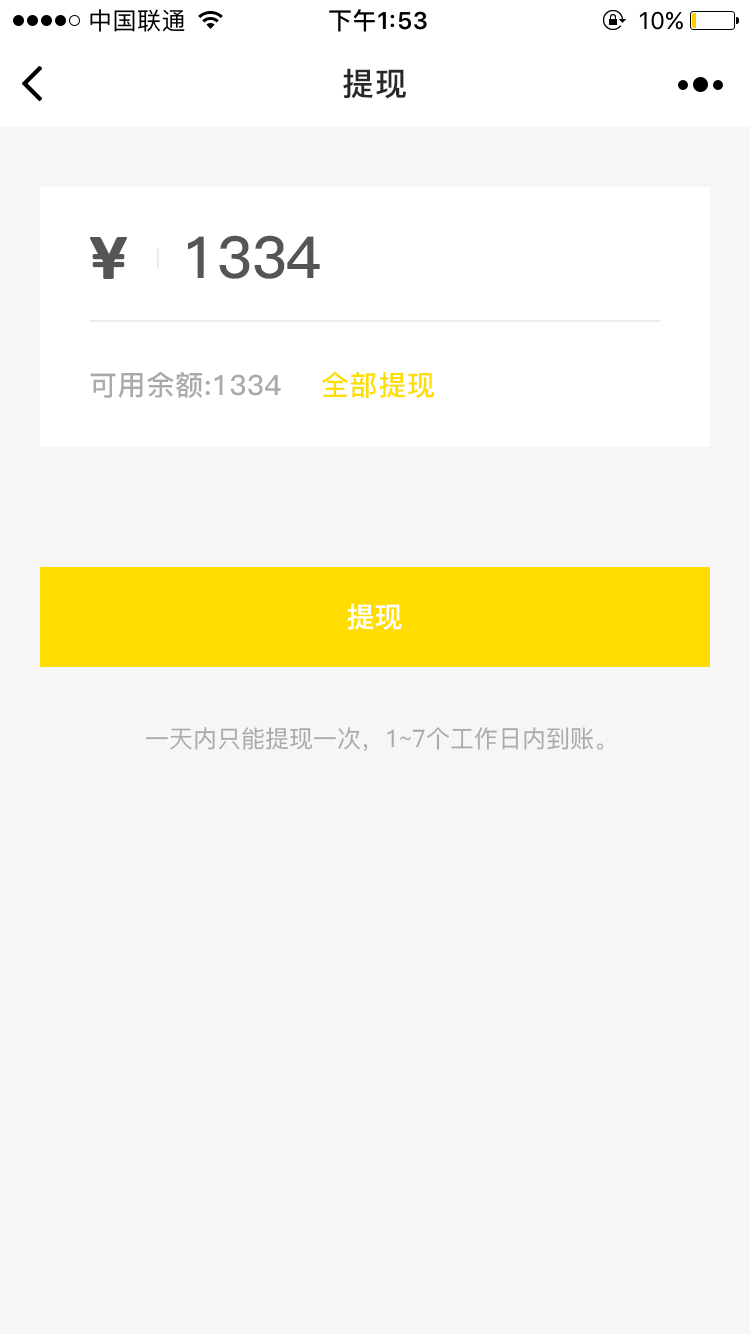 中国联通 下午1:53 10%
提现
¥ 1334
可用余额:1334 全部提现
提现
一天内只能提现一次，1~7个工作日内到账。